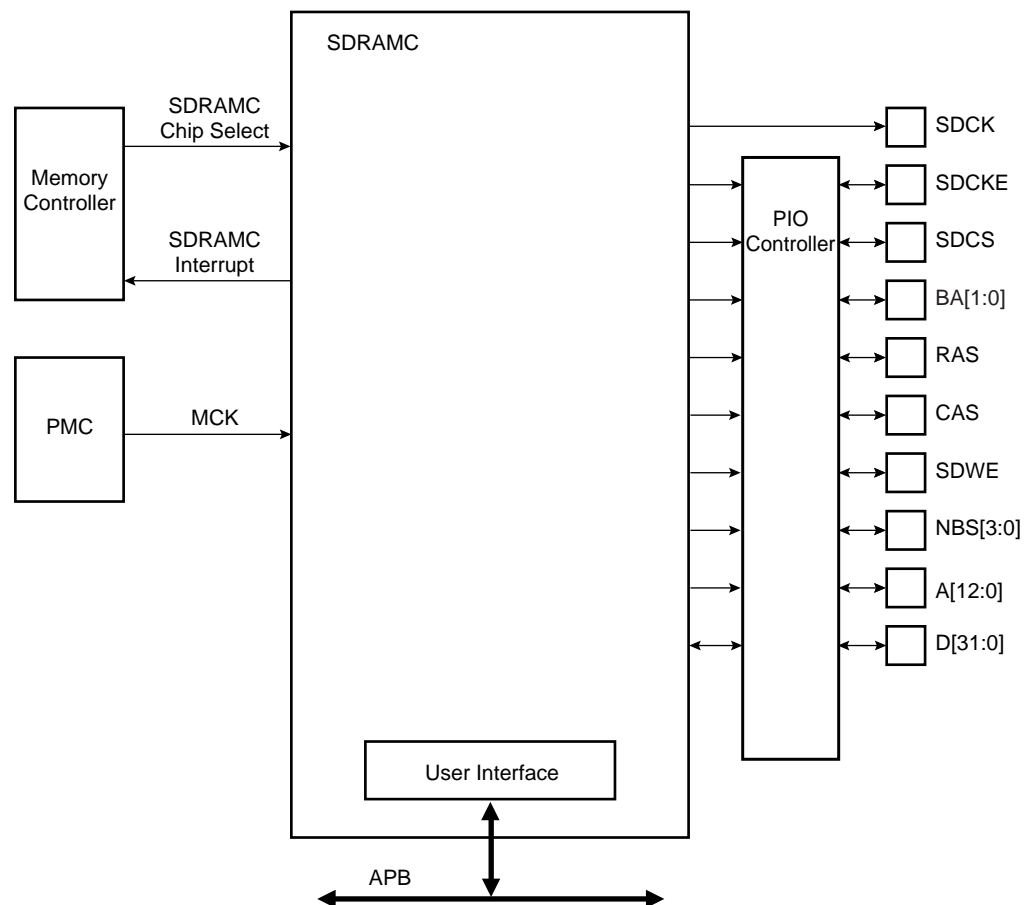 SDRAMC
SDRAMC
Chip Select
Memory
Controller
SDRAMC
Interrupt
PMC
MCK
PIO
Controller
SDCK
SDCKE
SDCS
BA[1:0]
RAS
CAS
SDWE
NBS[3:0]
A[12:0]
D[31:0]
User Interface
APB